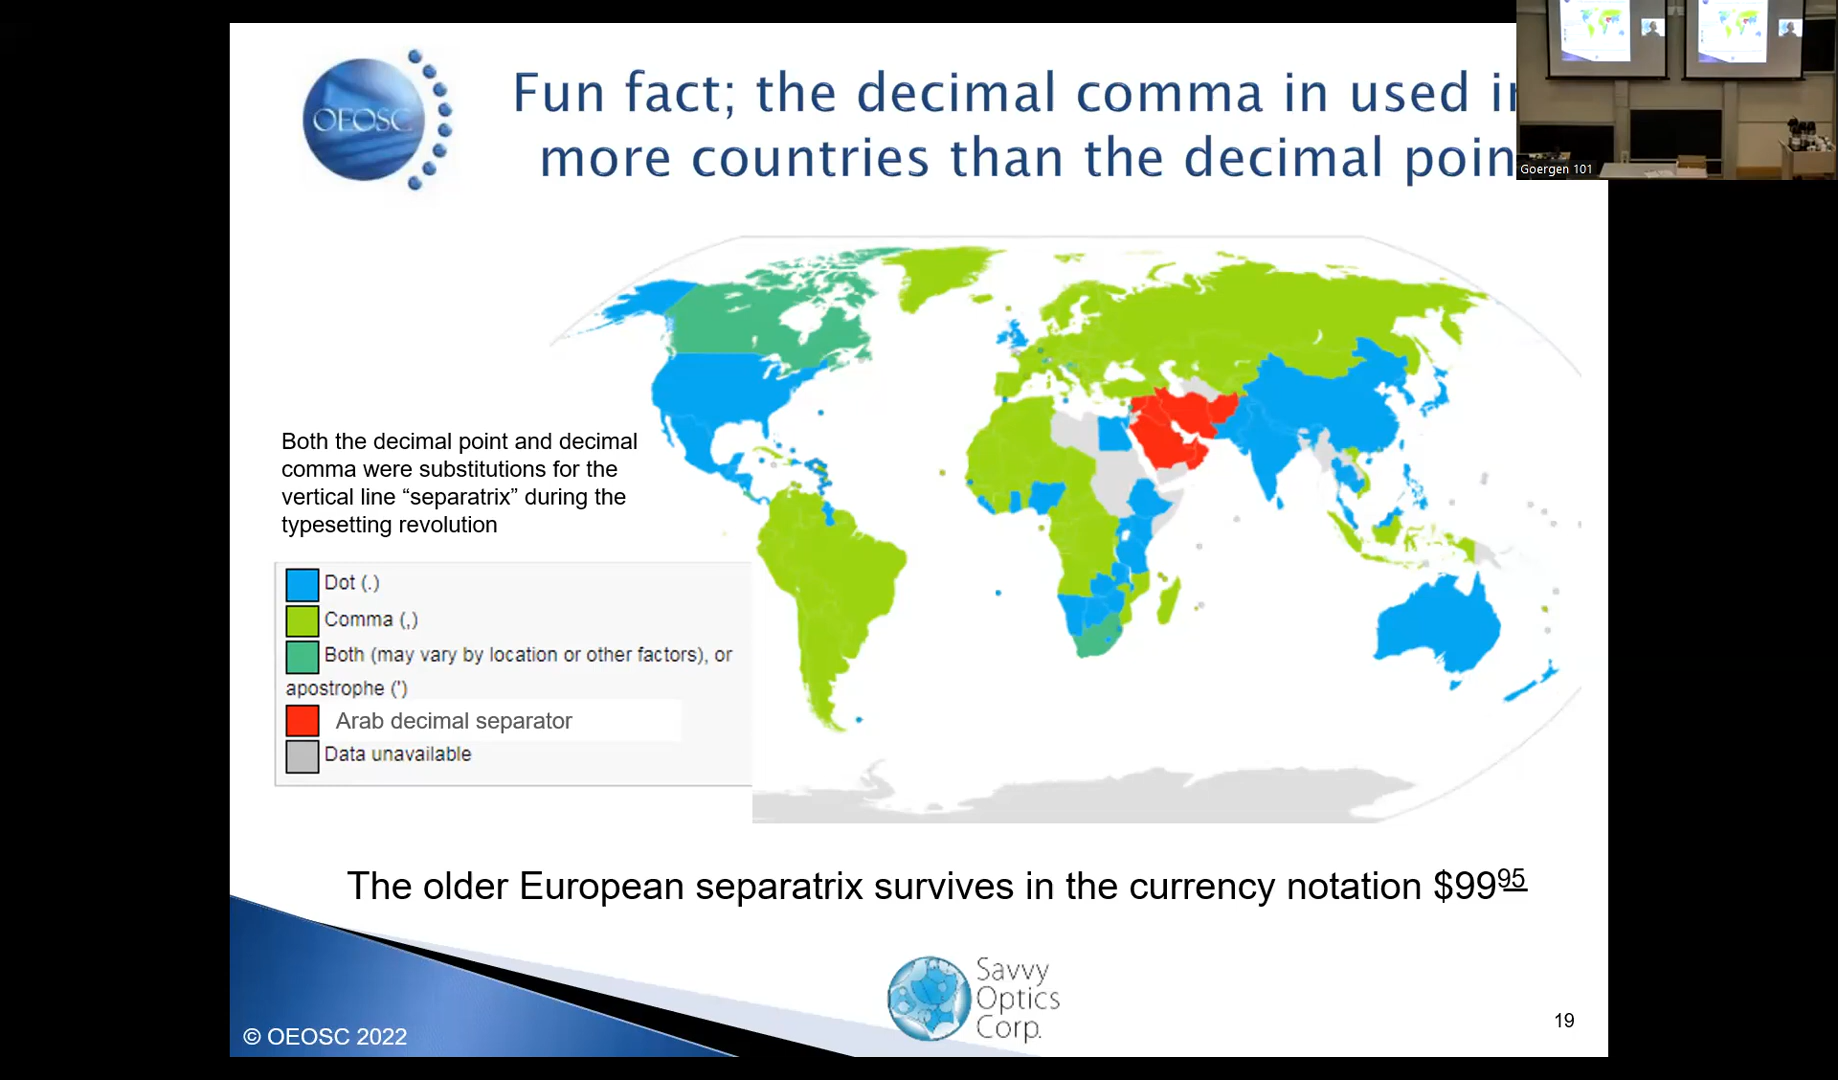 OEOSC
Fun fact; the decimal comma in used in
more countries than the decimal poin
Goergen 101
Both the decimal point and decimal
comma were substitutions for the
vertical line “separatrix” during the
typesetting revolution
Dot (.)
Comma (,)
Both (may vary by location or other factors), or
apostrophe (')
Arab decimal separator
Data unavailable
The older European separatrix survives in the currency notation $9995
Savvy
Optics
Corp.
© OEOSC 2022
19